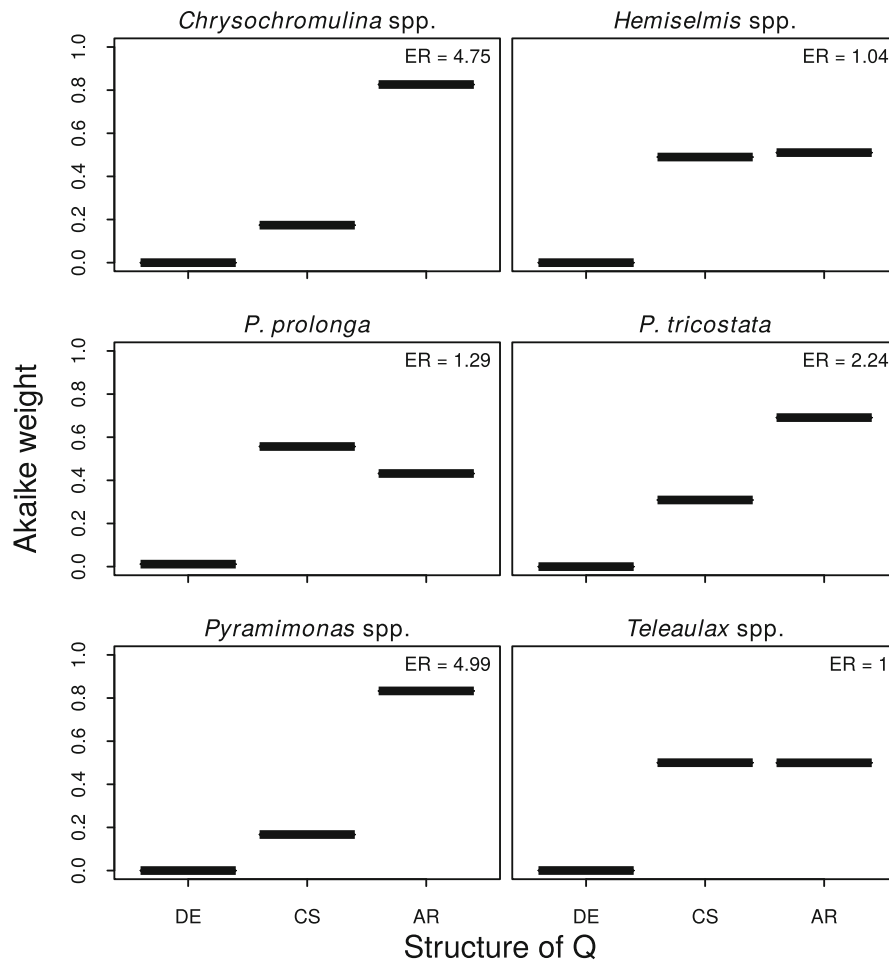 Chrysochromulina spp.
Hemiselmis spp.
ER = 4.75
ER = 1.04
1.0
0.8
0.6
0.4
0.2
0.0
P. prolonga
P. tricostata
ER = 1.29
ER = 2.24
1.0
0.8
0.6
0.4
0.2
0.0
Akaike weight
Pyramimonas spp.
Teleaulax spp.
ER = 4.99
ER = 1
1.0
0.8
0.6
0.4
0.2
0.0
DE CS AR DE CS AR
Structure of Q